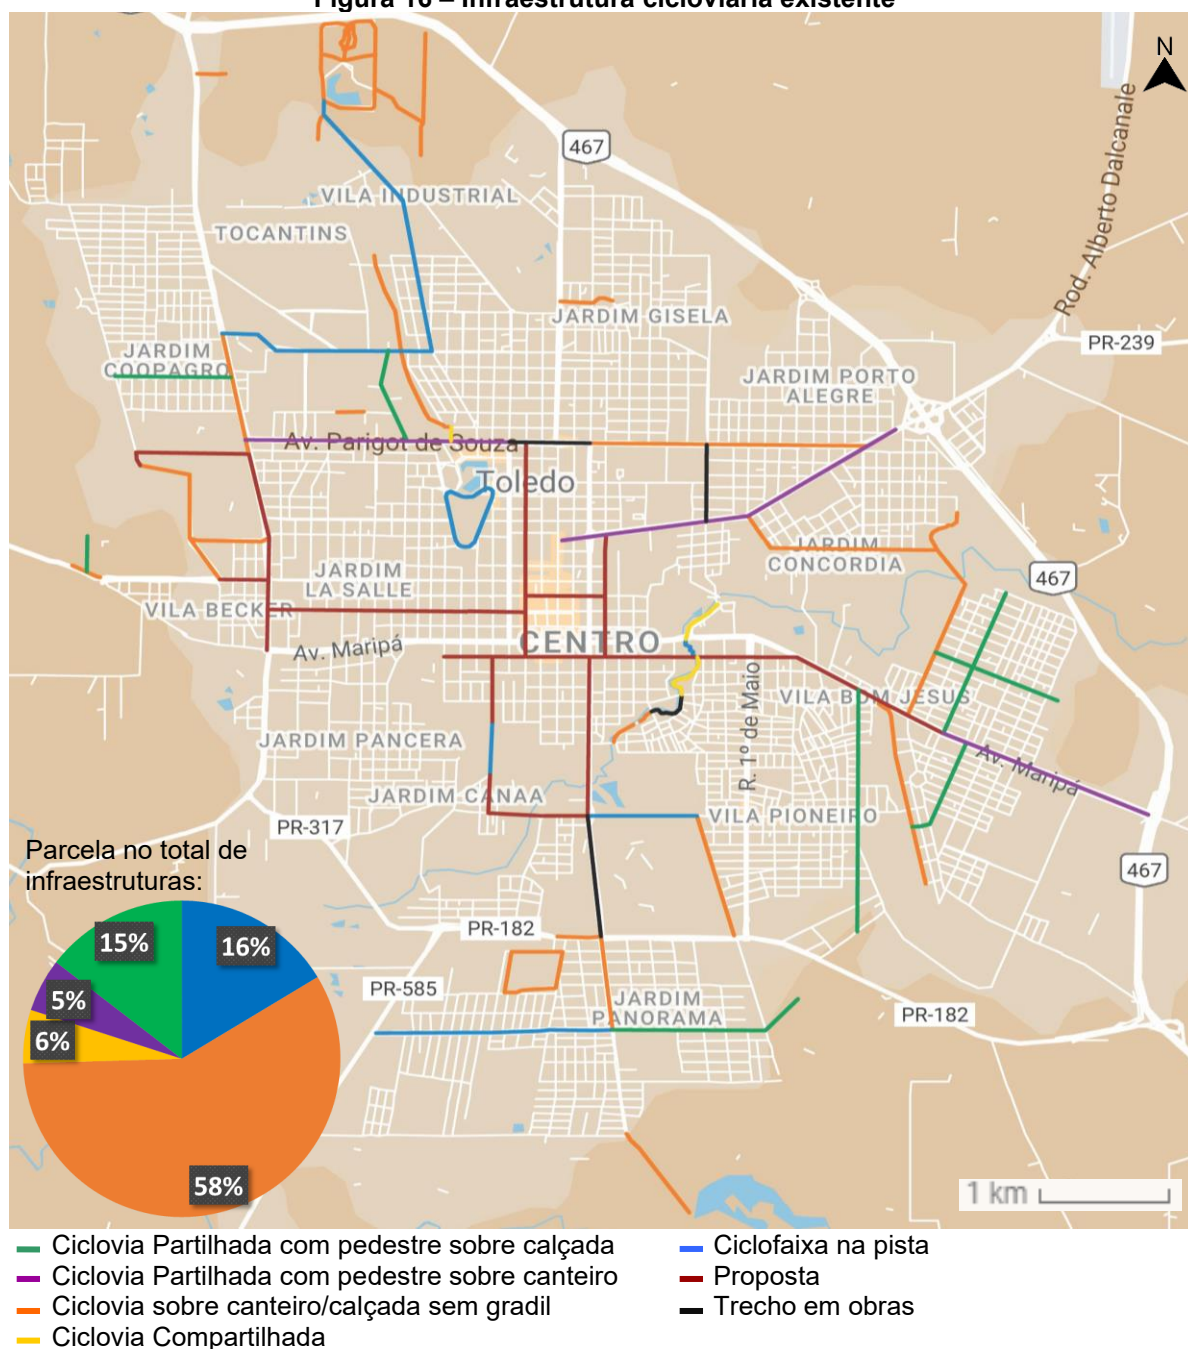 Figura 16 – Infraestrutura cicloviária existente
N
467
Rod. Alberto Dalcanale
VILA INDUSTRIAL
TOCANTINS
JARDIM GISELA
PR-239
JARDIM
COOPAGRO
JARDIM PORTO
ALEGRE
Av. Parigot de Souza
Toledo
JARDIM
CONCORDIA
467
JARDIM
LA SALLE
VILA BECKER
CENTRO
Av. Maripá
R. 1º de Maio
VILA BOM JESUS
JARDIM PANCERA
Av. Maripá
JARDIM CANAA
VILA PIONEIRO
PR-317
467
Parcela no total de
infraestruturas:
PR-182
15%
16%
5%
6%
58%
PR-585
JARDIM
PANORAMA
PR-182
1 km
Ciclovia Partilhada com pedestre sobre calçada
Ciclovia Partilhada com pedestre sobre canteiro
Ciclovia sobre canteiro/calçada sem gradil
Ciclovia Compartilhada
Ciclofaixa na pista
Proposta
Trecho em obras